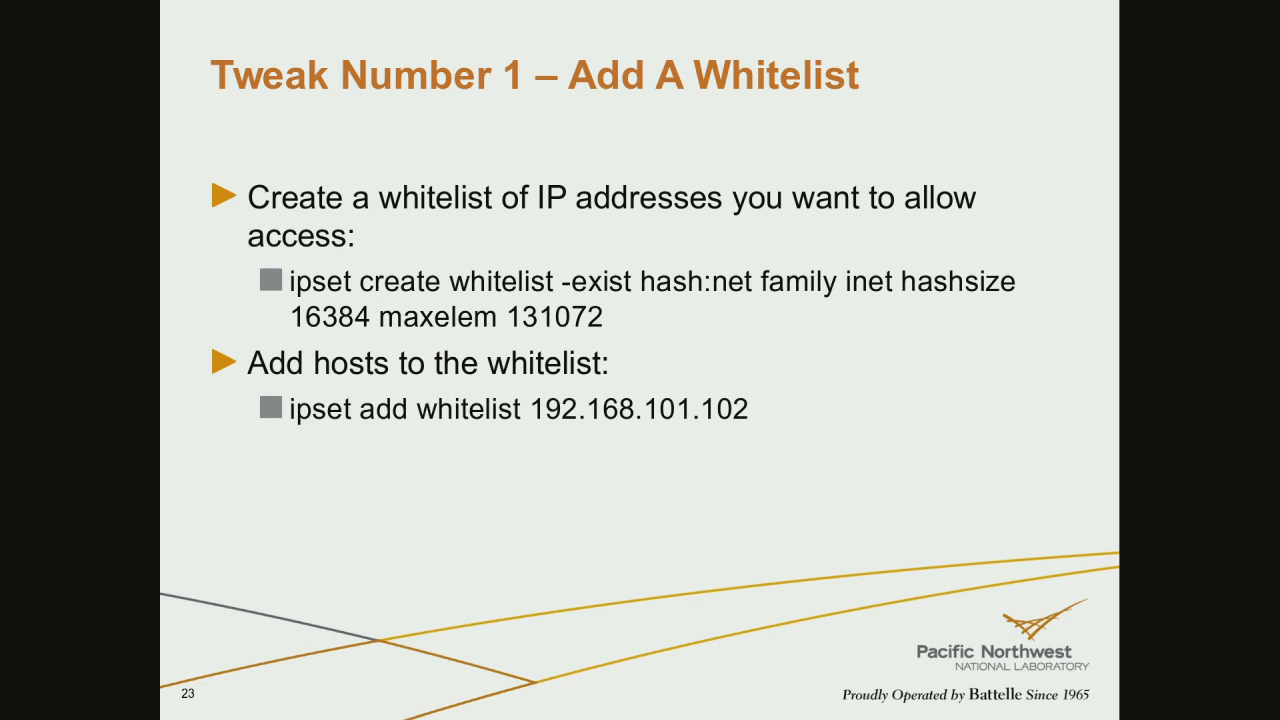 Tweak Number 1 – Add A Whitelist
Create a whitelist of IP addresses you want to allow
access:
ipset create whitelist -exist hash:net family inet hashsize
16384 maxelem 131072
Add hosts to the whitelist:
ipset add whitelist 192.168.101.102
Pacific Northwest
NATIONAL LABORATORY
23
Proudly Operated by Battelle Since 1965